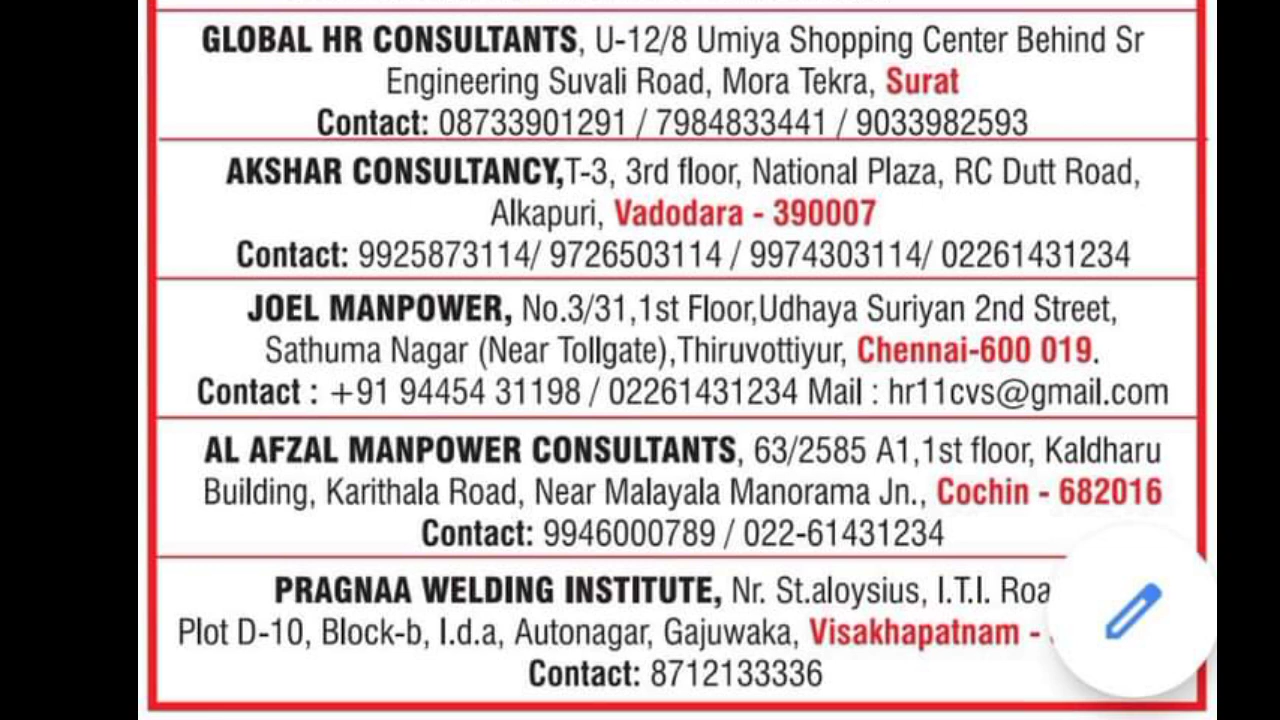 GLOBAL HR CONSULTANTS, U-12/8 Umiya Shopping Center Behind Sr
Engineering Suvali Road, Mora Tekra, Surat
Contact: 08733901291 / 7984833441 / 9033982593
AKSHAR CONSULTANCY,T-3, 3rd floor, National Plaza, RC Dutt Road,
Alkapuri, Vadodara - 390007
Contact: 9925873114/ 9726503114 / 9974303114/ 02261431234
JOEL MANPOWER, No.3/31,1st Floor,Udhaya Suriyan 2nd Street,
Sathuma Nagar (Near Tollgate),Thiruvottiyur, Chennai-600 019.
Contact : +91 94454 31198 / 02261431234 Mail : hr11cvs@gmail.com
AL AFZAL MANPOWER CONSULTANTS, 63/2585 A1,1st floor, Kaldharu
Building, Karithala Road, Near Malayala Manorama Jn., Cochin - 682016
Contact: 9946000789 / 022-61431234
PRAGNAA WELDING INSTITUTE, Nr. St.aloysius, I.T.I.
Plot D-10, Block-b, I.d.a, Autonagar, Gajuwaka, Visakhapatnam -
Contact: 8712133336